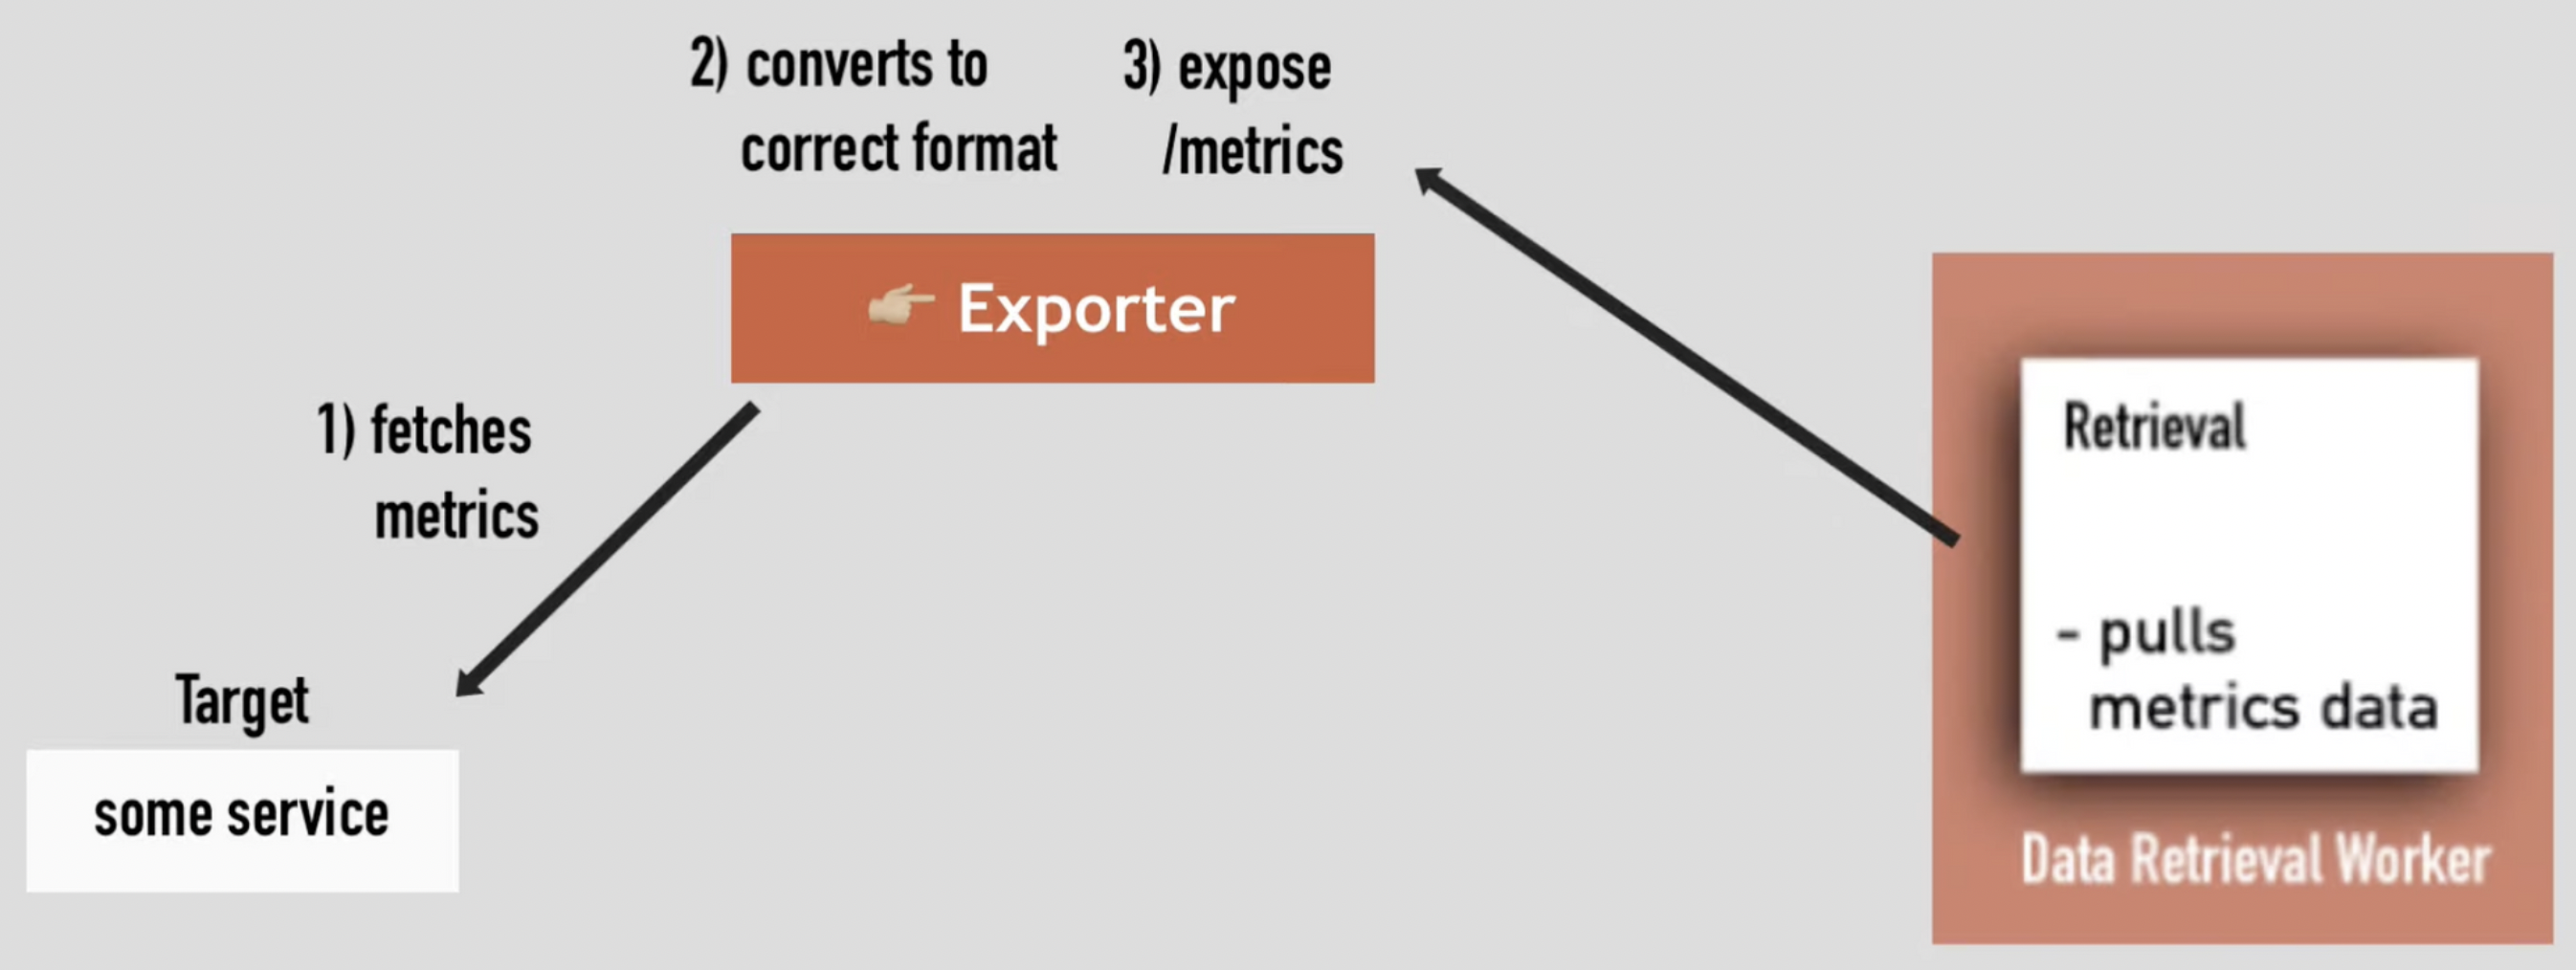 2) converts to
correct format
3) expose
/metrics
Exporter
1) fetches
metrics
Target
some service
Retrieval
- pulls
metrics data
Data Retrieval Worker